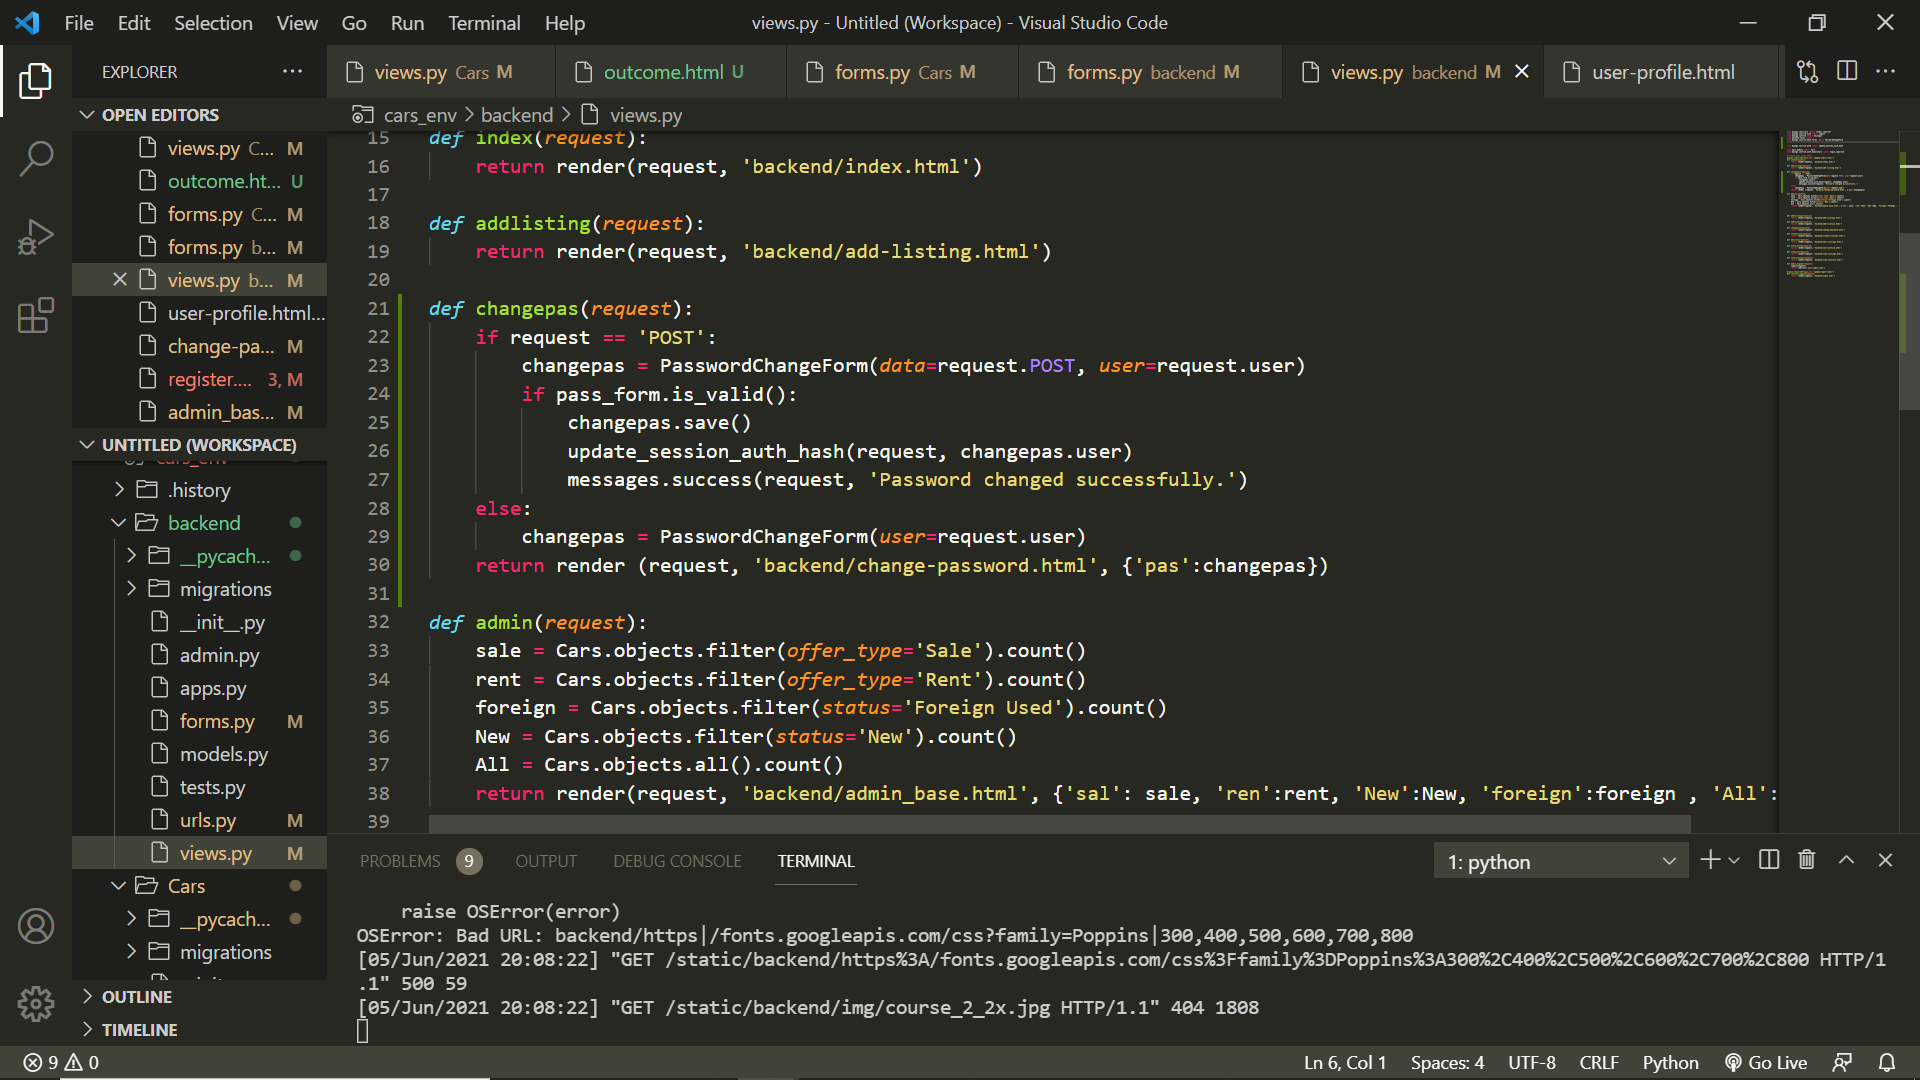 File Edit Selection View Go Run Terminal Help
views.py - Untitled (Workspace) - Visual Studio Code
EXPLORER
views.py Cars M
outcome.html U
forms.py Cars M
forms.py backend M
views.py backend M
user-profile.html
OPEN EDITORS
views.py C... M
outcome.ht... U
forms.py C... M
forms.py b... M
views.py b... M
user-profile.html...
change-pa... M
register.... 3, M
admin_bas... M
UNTITLED (WORKSPACE)
cars_env
.history
backend
__pycach...
migrations
__init__.py
admin.py
apps.py
forms.py M
models.py
tests.py
urls.py M
views.py M
Cars
__pycach...
migrations
OUTLINE
TIMELINE
cars_env > backend > views.py
15 def index(request):
16 return render(request, 'backend/index.html')
17
18 def addlisting(request):
19 return render(request, 'backend/add-listing.html')
20
21 def changepas(request):
22 if request == 'POST':
23 changepas = PasswordChangeForm(data=request.POST, user=request.user)
24 if pass_form.is_valid():
25 changepas.save()
26 update_session_auth_hash(request, changepas.user)
27 messages.success(request, 'Password changed successfully.')
28 else:
29 changepas = PasswordChangeForm(user=request.user)
30 return render (request, 'backend/change-password.html', {'pas':changepas})
31
32 def admin(request):
33 sale = Cars.objects.filter(offer_type='Sale').count()
34 rent = Cars.objects.filter(offer_type='Rent').count()
35 foreign = Cars.objects.filter(status='Foreign Used').count()
36 New = Cars.objects.filter(status='New').count()
37 All = Cars.objects.all().count()
38 return render(request, 'backend/admin_base.html', {'sal': sale, 'ren':rent, 'New':New, 'foreign':foreign , 'All':
39
PROBLEMS 9 OUTPUT DEBUG CONSOLE TERMINAL
1: python
raise OSError(error)
OSError: Bad URL: backend/https|/fonts.googleapis.com/css?family=Poppins|300,400,500,600,700,800
[05/Jun/2021 20:08:22] "GET /static/backend/https%3A/fonts.googleapis.com/css%3Ffamily%3DPoppins%3A300%2C400%2C500%2C600%2C700%2C800 HTTP/1
.1" 500 59
[05/Jun/2021 20:08:22] "GET /static/backend/img/course_2_2x.jpg HTTP/1.1" 404 1808
9 0
Ln 6, Col 1 Spaces: 4 UTF-8 CRLF Python Go Live